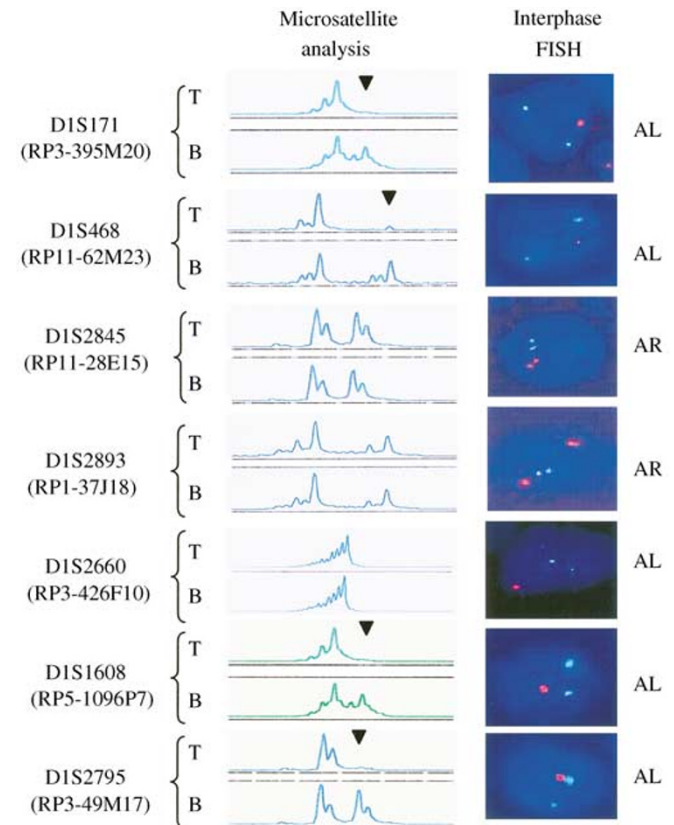 Microsatellite
analysis
Interphase
FISH
D1S171
(RP3-395M20)
T
B
AL
D1S468
(RP11-62M23)
T
B
AL
D1S2845
(RP11-28E15)
T
B
AR
D1S2893
(RP1-37J18)
T
B
AR
D1S2660
(RP3-426F10)
T
B
AL
D1S1608
(RP5-1096P7)
T
B
AL
D1S2795
(RP3-49M17)
T
B
AL